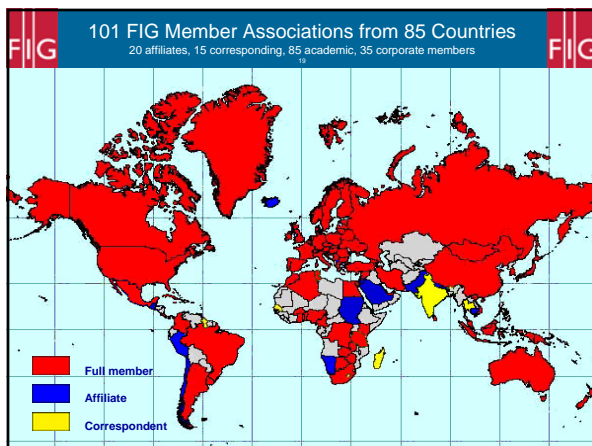 FIG
101 FIG Member Associations from 85 Countries
FIG
20 affiliates, 15 corresponding, 85 academic, 35 corporate members
19
Full member
Affiliate
Correspondent